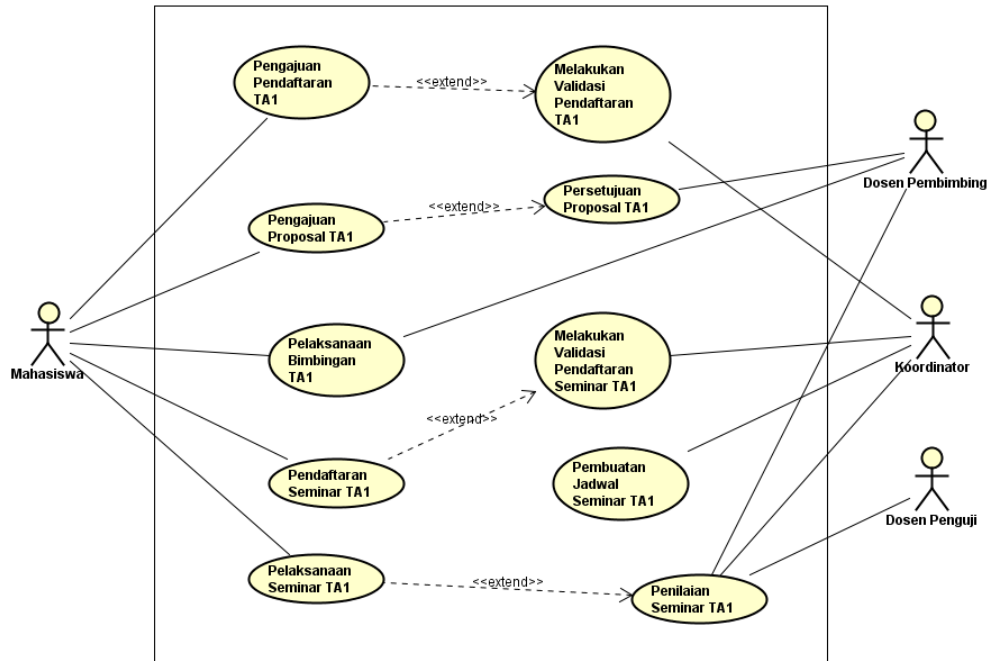 Pengajuan
Pendaftaran
TA1
<<extend>>
Melakukan
Validasi
Pendaftaran
TA1
Dosen Pembimbing
Pengajuan
Proposal TA1
<<extend>>
Persetujuan
Proposal TA1
Mahasiswa
Pelaksanaan
Bimbingan
TA1
Melakukan
Validasi
Pendaftaran
Seminar TA1
Koordinator
<<extend>>
Pendaftaran
Seminar TA1
Pembuatan
Jadwal
Seminar TA1
Dosen Penguji
Pelaksanaan
Seminar TA1
<<extend>>
Penilaian
Seminar TA1